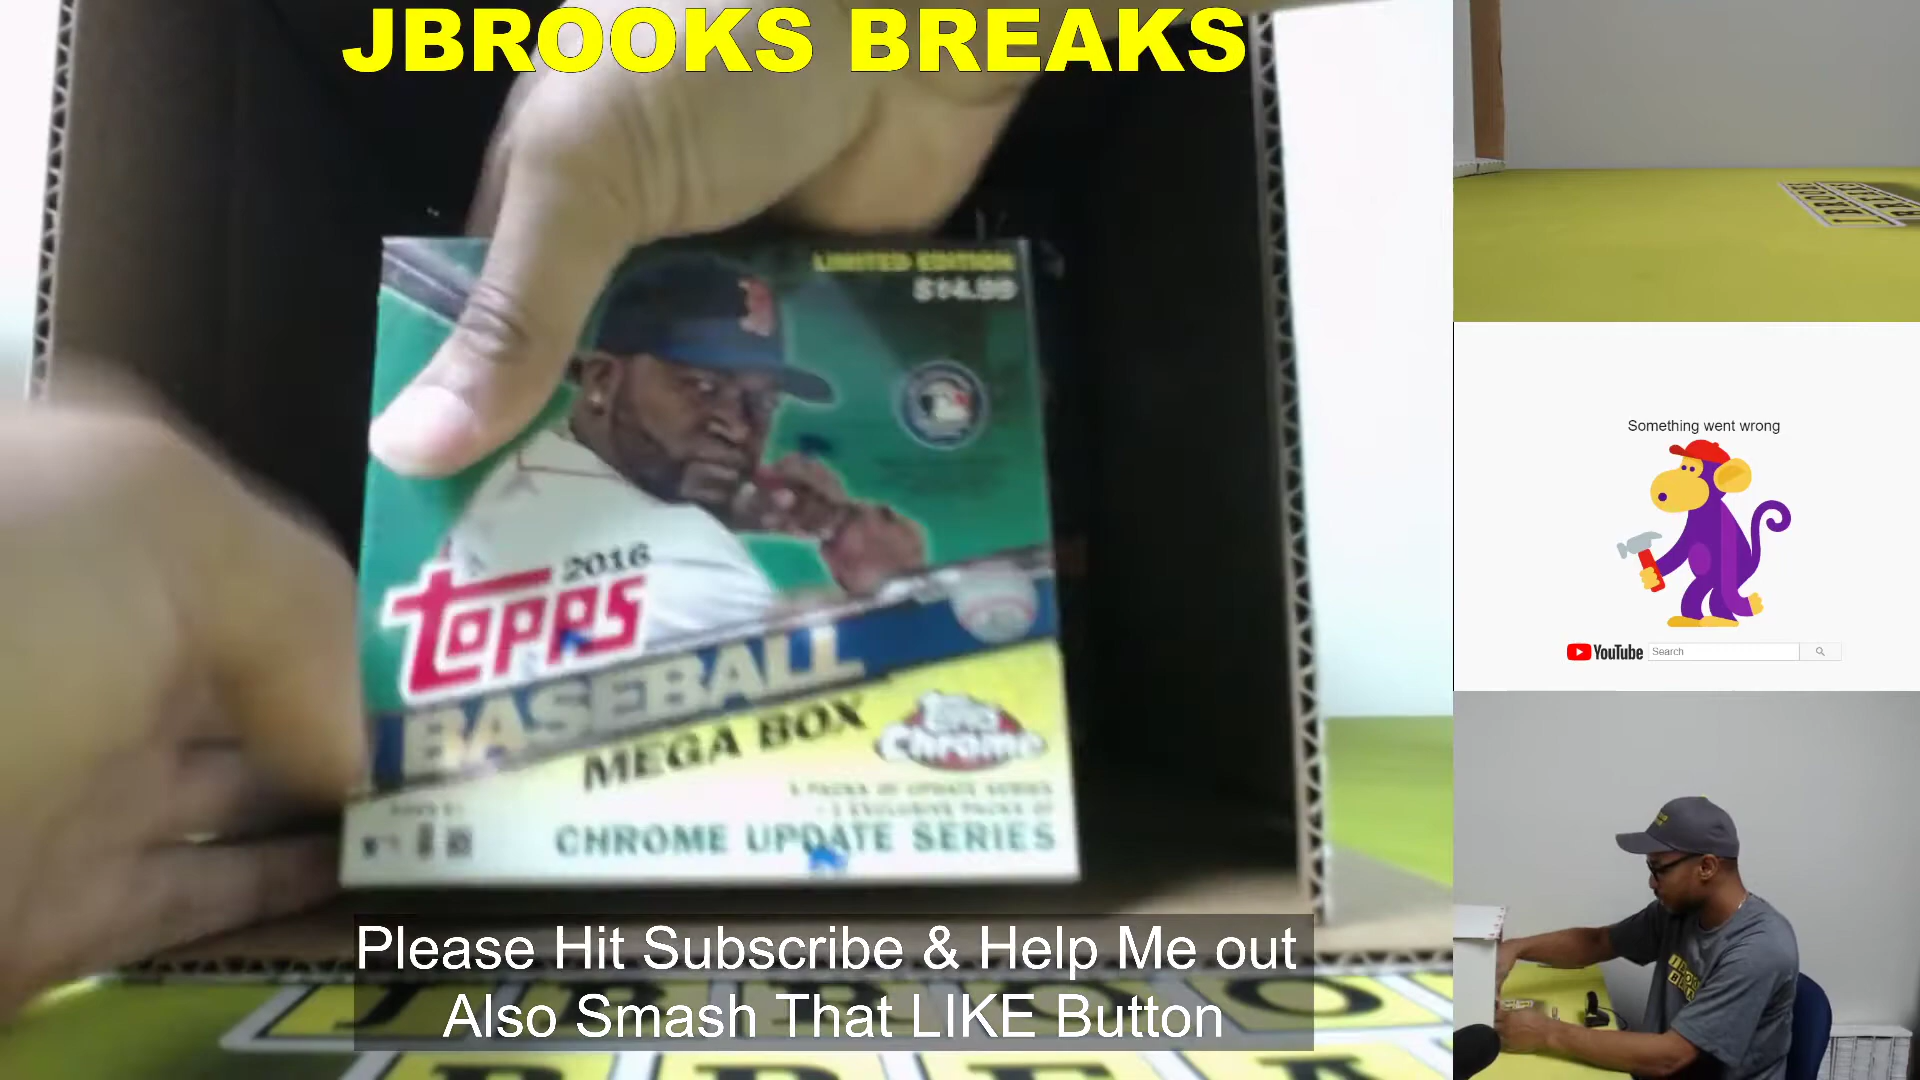 JBROOKS BREAKS
LIMITED EDITION
$14.99
2016
TOPPS
BASEBALL
MEGA BOX
Topps
Chrome
CHROME UPDATE SERIES
Please Hit Subscribe & Help Me out
Also Smash That LIKE Button
Something went wrong
YouTube
Search